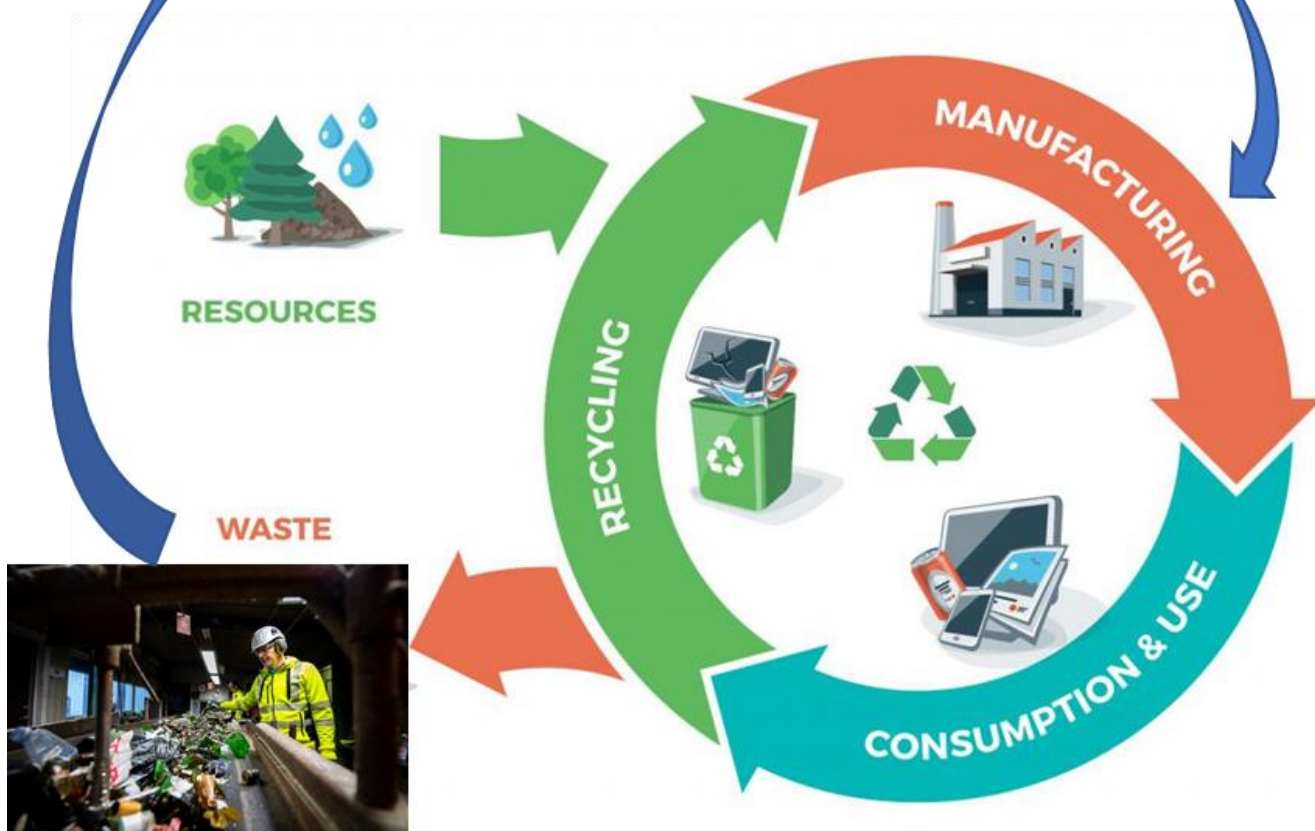 MANUFACTURING
RESOURCES
RECYCLING
WASTE
CONSUMPTION & USE